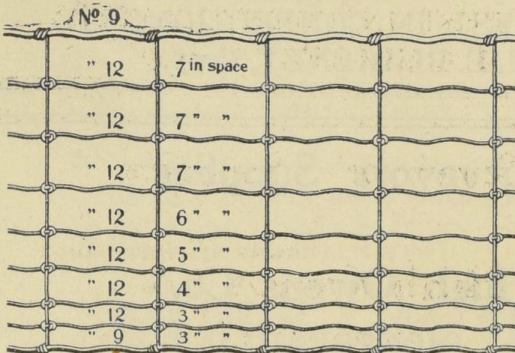 Nº 9
" 12 7 in space
" 12 7 " "
" 12 7 " "
" 12 6 " "
" 12 5 " "
" 12 4 " "
" 12 3 " "
" 9 3 " "